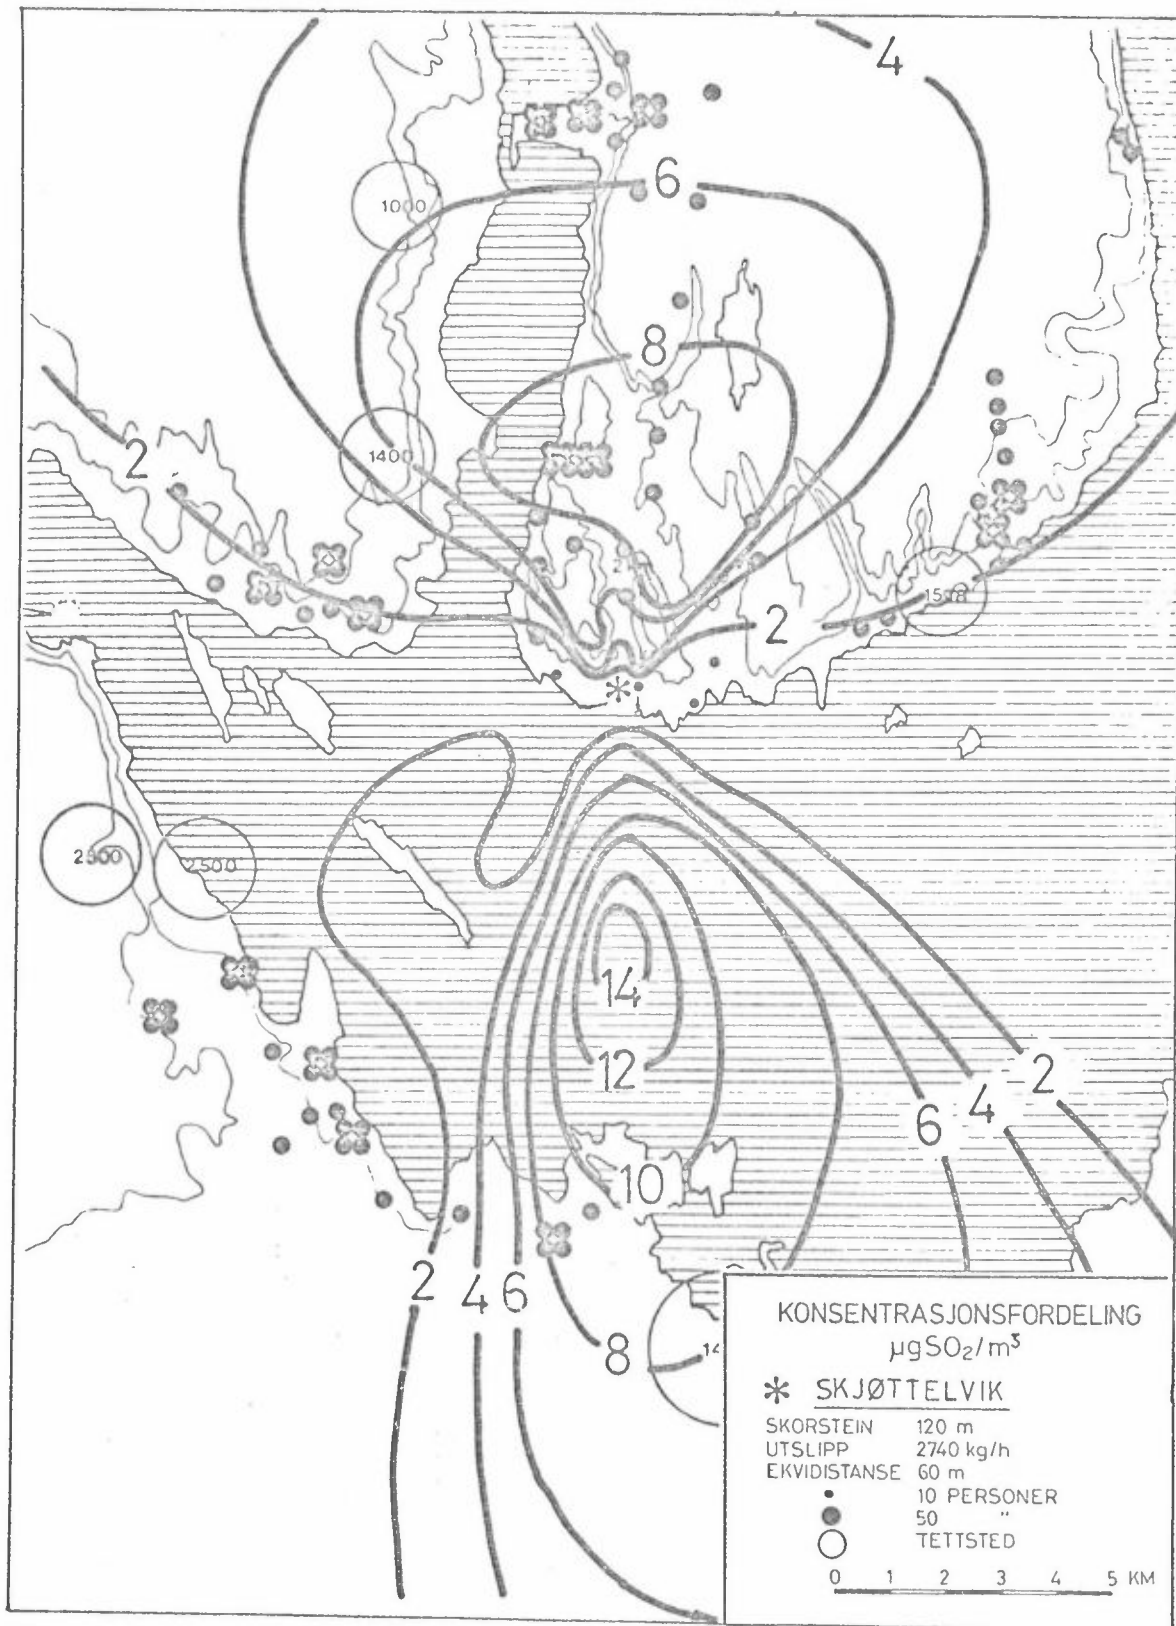 4
6
1000
8
2
1400
1508
2
2500
2500
14
12
2
4
6
10
2
4
6
8
KONSENTRASJONSFORDELING
µgSO₂/m³
* SKJØTTELVIK
SKORSTEIN 120 m
UTSLIPP 2740 kg/h
EKVIDISTANSE 60 m
10 PERSONER
50 "
TETTSTED
0 1 2 3 4 5 KM